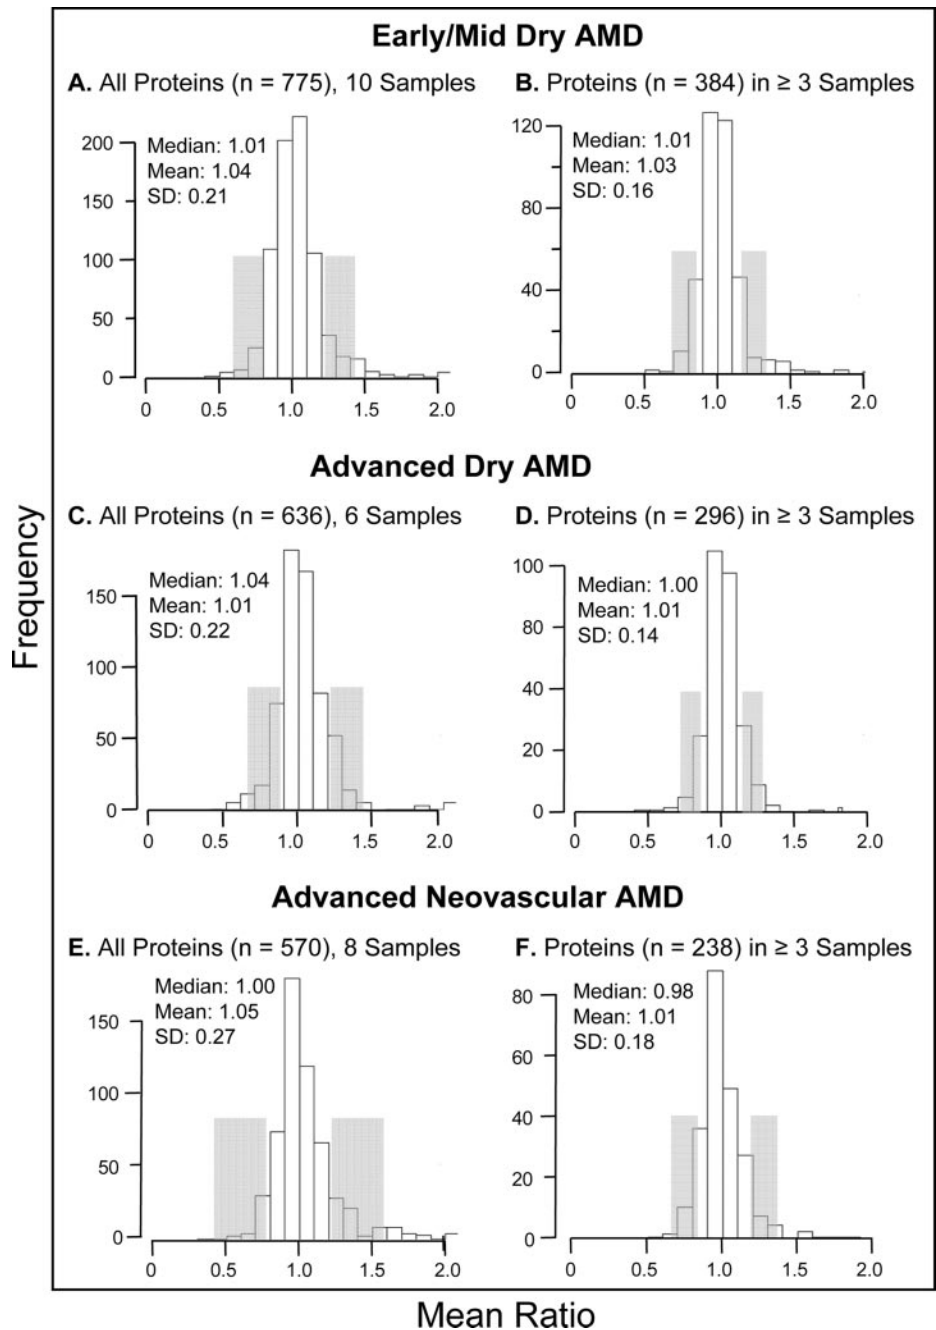 Early/Mid Dry AMD
A. All Proteins (n = 775), 10 Samples
Median: 1.01
Mean: 1.04
SD: 0.21
200
150
100
50
0
0 0.5 1.0 1.5 2.0
B. Proteins (n = 384) in ≥ 3 Samples
Median: 1.01
Mean: 1.03
SD: 0.16
120
80
40
0
0 0.5 1.0 1.5 2.0
Advanced Dry AMD
C. All Proteins (n = 636), 6 Samples
Median: 1.04
Mean: 1.01
SD: 0.22
150
100
50
0
0 0.5 1.0 1.5 2.0
D. Proteins (n = 296) in ≥ 3 Samples
Median: 1.00
Mean: 1.01
SD: 0.14
100
80
40
20
0
0 0.5 1.0 1.5 2.0
Advanced Neovascular AMD
E. All Proteins (n = 570), 8 Samples
Median: 1.00
Mean: 1.05
SD: 0.27
150
100
50
0
0 0.5 1.0 1.5 2.0
F. Proteins (n = 238) in ≥ 3 Samples
Median: 0.98
Mean: 1.01
SD: 0.18
80
60
40
20
0
0 0.5 1.0 1.5 2.0
Frequency
Mean Ratio